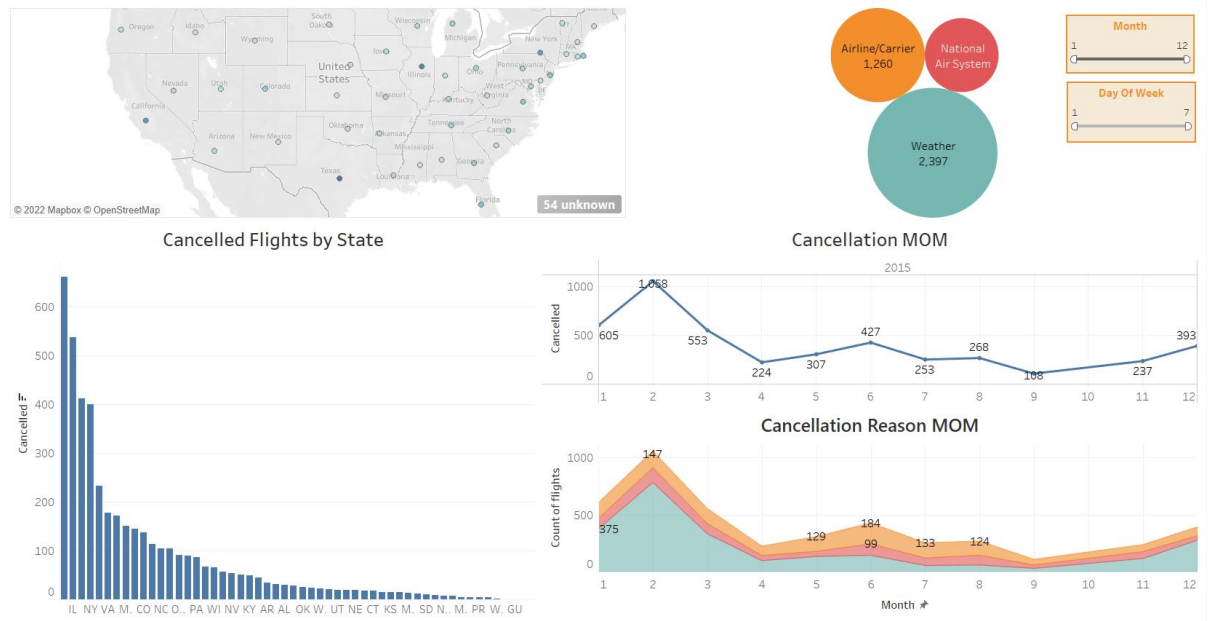 Oregon
Idaho
South
Dakota
Wisconsin
Michigan
New York
MA
Wyoming
Iowa
Nevada
Utah
Colorado
United
States
Illinois
Ohio
Pennsylvania
West
Virginia
DE
California
Missouri
Kentucky
Arizona
New Mexico
Oklahoma
Arkansas
Tennessee
North
Carolina
Mississippi
Georgia
Texas
Louisiana
Florida
© 2022 Mapbox © OpenStreetMap
54 unknown
Airline/Carrier
1,260
National
Air System
Weather
2,397
Month
1 12
Day Of Week
1 7
Cancelled Flights by State
Cancelled
600
500
400
300
200
100
0
IL NY VA M. CO NC O.. PA WI NV KY AR AL OK W. UT NE CT KS M. SD N.. M. PR W. GU
Cancellation MOM
2015
Cancelled
1000
500
0
605
1,058
553
224
307
427
253
268
108
237
393
1 2 3 4 5 6 7 8 9 10 11 12
Cancellation Reason MOM
Count of flights
1000
500
0
375
147
129
184
99
133
124
1 2 3 4 5 6 7 8 9 10 11 12
Month